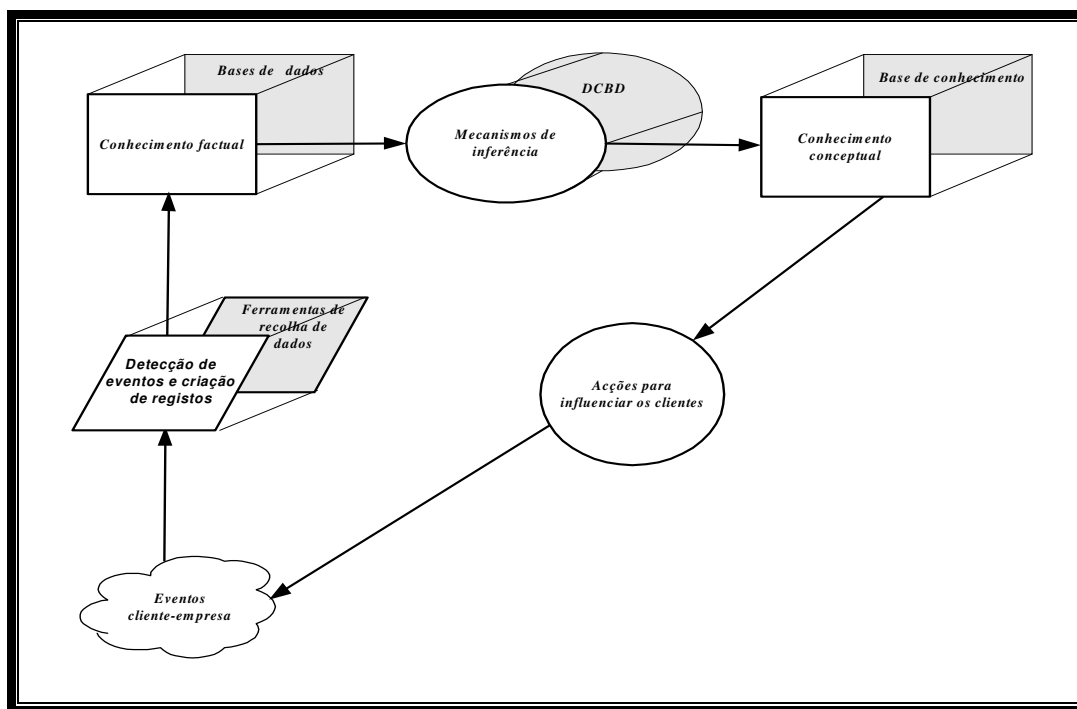 Bases de dados
Conhecimento factual
DCBD
Mecanismos de
inferência
Base de conhecimento
Conhecimento
conceptual
Ferramentas de
recolha de
dados
Detecção de
eventos e criação
de registos
Acções para
influenciar os clientes
Eventos
cliente-empresa